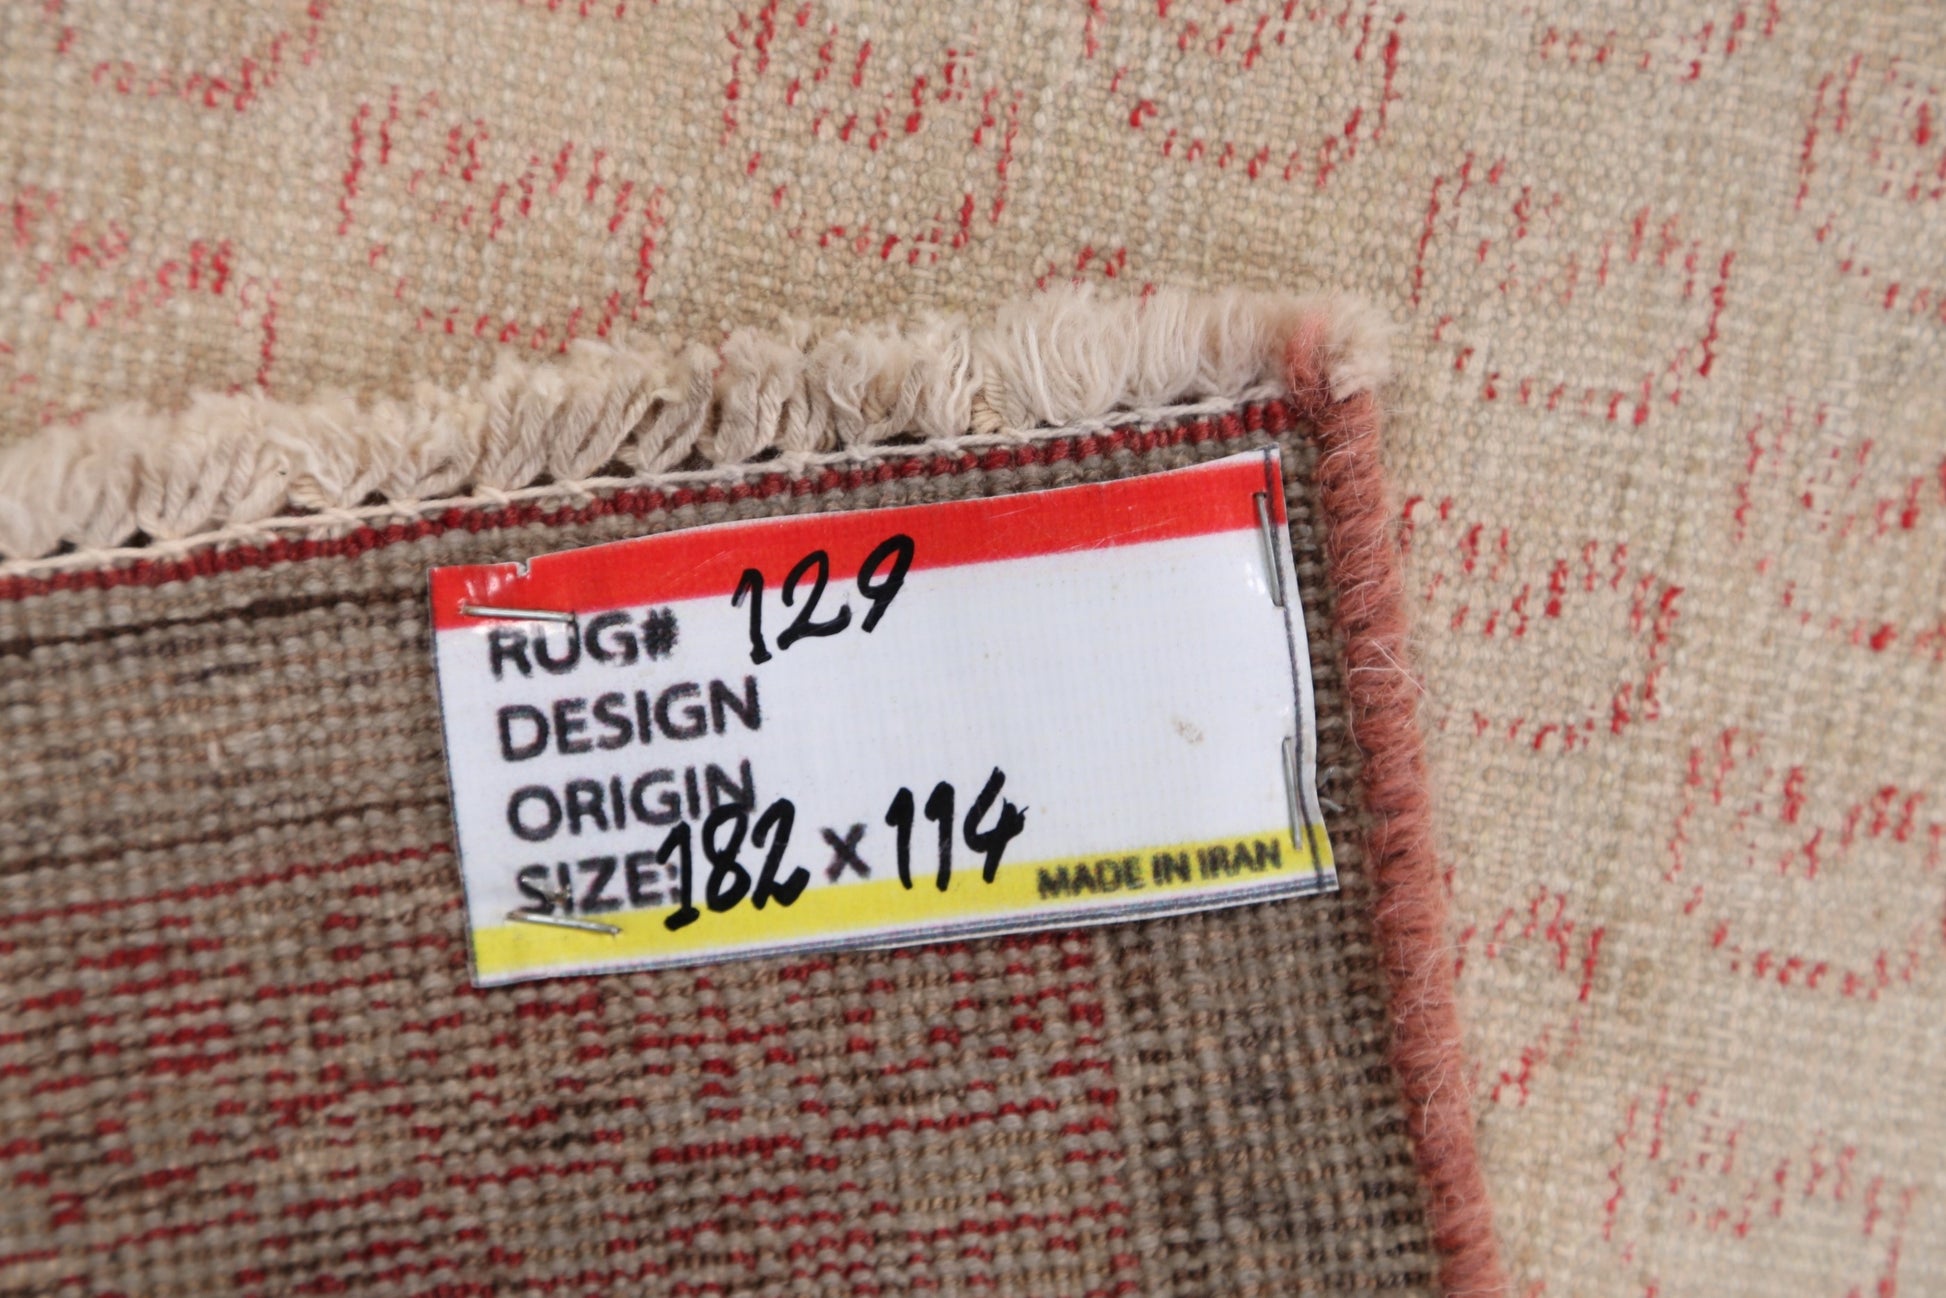 RUG# 129
DESIGN
ORIGIN
SIZE: 182 x 114
MADE IN IRAN